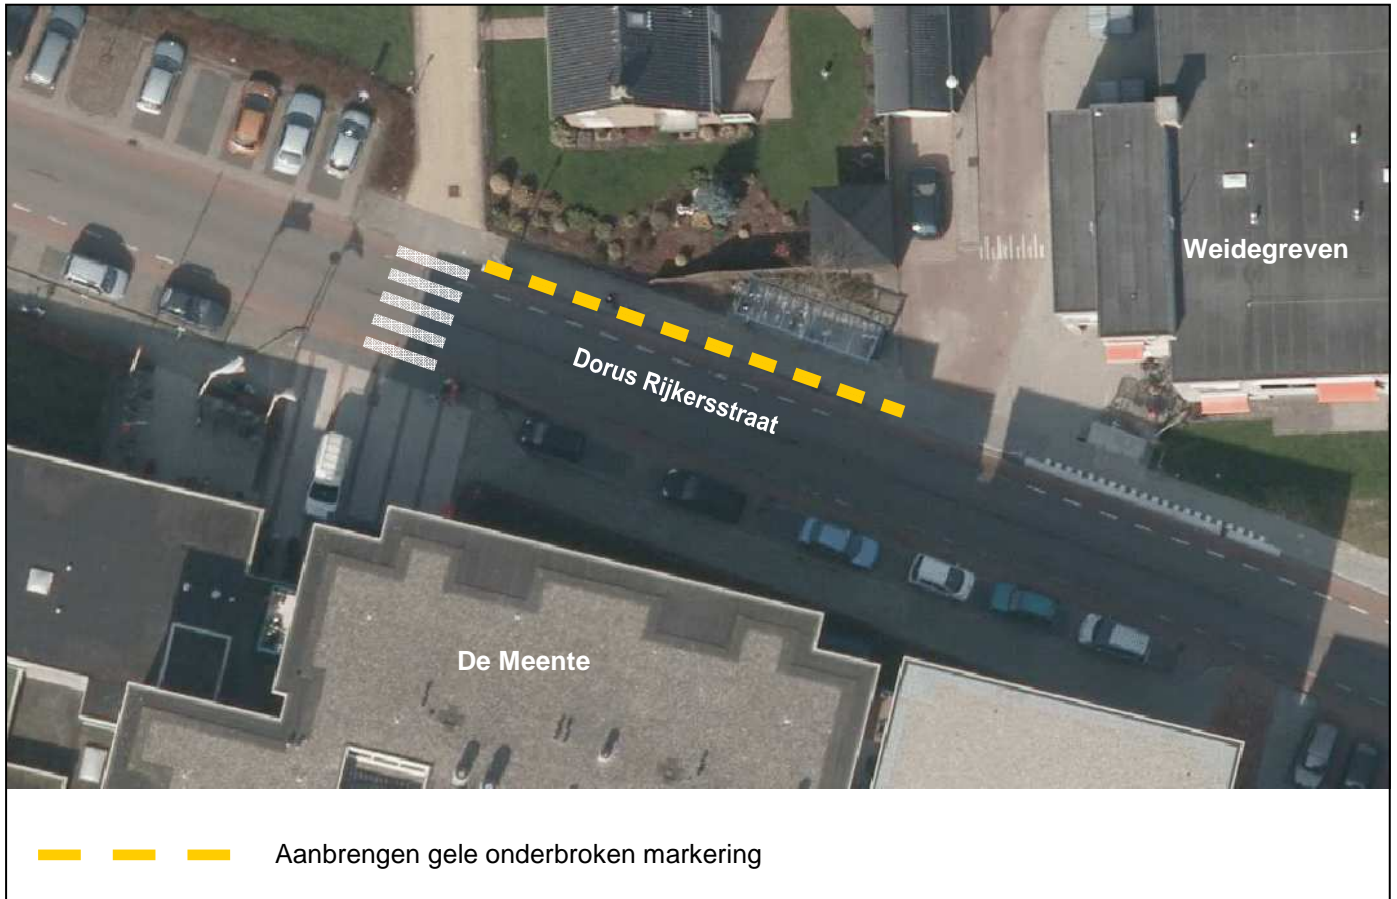 Weidegreven
Dorus Rijkersstraat
De Meente
Aanbrengen gele onderbroken markering